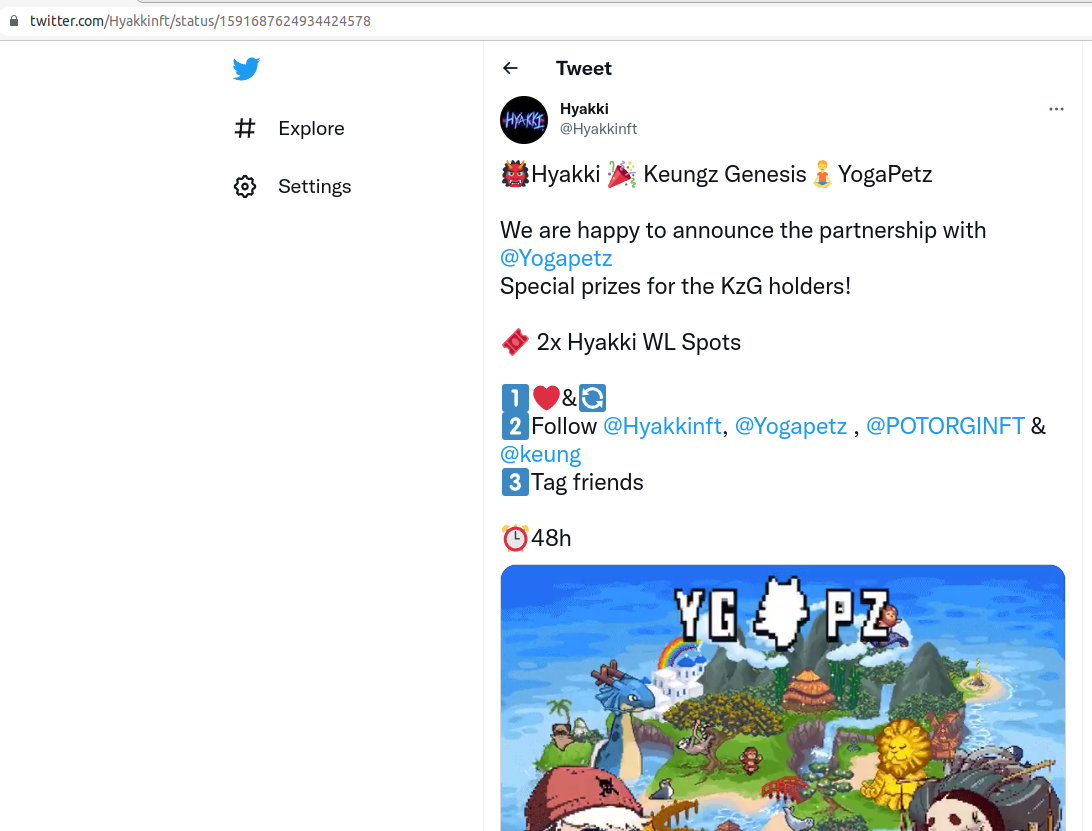 twitter.com/Hyakkinft/status/1591687624934424578
Tweet
Explore
Settings
HYAKKI
Hyakki
@Hyakkinft
👹Hyakki 🎉 Keungz Genesis 🧘 YogaPetz
We are happy to announce the partnership with
@Yogapetz
Special prizes for the KzG holders!
🎟 2x Hyakki WL Spots
1️⃣❤️&🔄
2️⃣Follow @Hyakkinft, @Yogapetz , @POTORGINFT &
@keung
3️⃣Tag friends
⏰48h
YG PZ